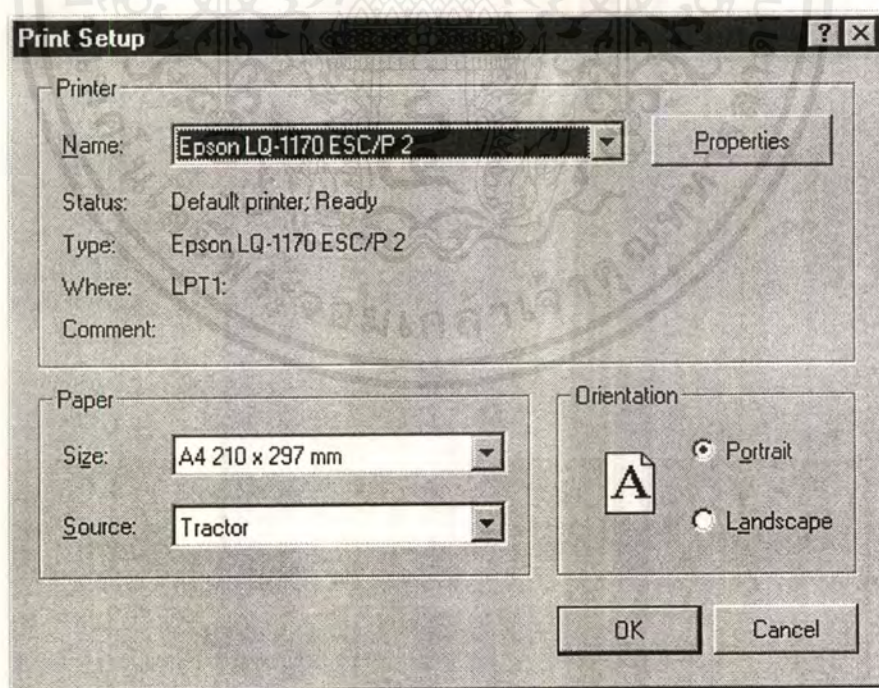 Print Setup
Printer
Name: Epson LQ-1170 ESC/P 2 Properties
Status: Default printer; Ready
Type: Epson LQ-1170 ESC/P 2
Where: LPT1:
Comment:
Paper
Size: A4 210 x 297 mm
Source: Tractor
Orientation
A
Portrait
Landscape
OK Cancel